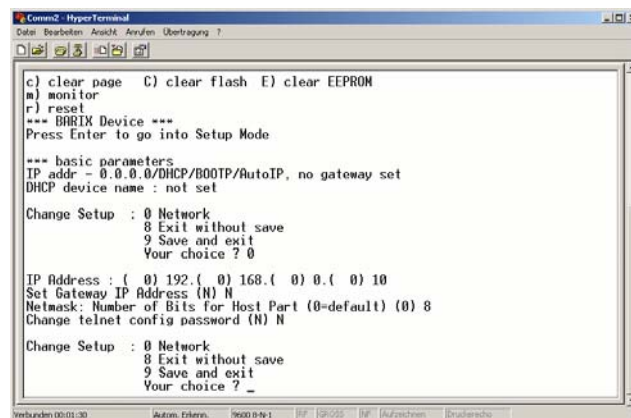 Comm2 - HyperTerminal
Datei Bearbeiten Ansicht Anrufen Übertragung ?
c) clear page C) clear flash E) clear EEPROM
m) monitor
r) reset
*** BARIX Device ***
Press Enter to go into Setup Mode
*** basic parameters
IP addr - 0.0.0.0/DHCP/BOOTP/AutoIP, no gateway set
DHCP device name : not set
Change Setup : 0 Network
8 Exit without save
9 Save and exit
Your choice ? 0
IP Address : ( 0) 192.( 0) 168.( 0) 0.( 0) 10
Set Gateway IP Address (N) N
Netmask: Number of Bits for Host Part (0=default) (0) 8
Change telnet config password (N) N
Change Setup : 0 Network
8 Exit without save
9 Save and exit
Your choice ? _
Verbunden 00:01:30 Autom. Erkenn. 9600 8-N-1 RF GROSS NF Aufzeichnen Druckerecho